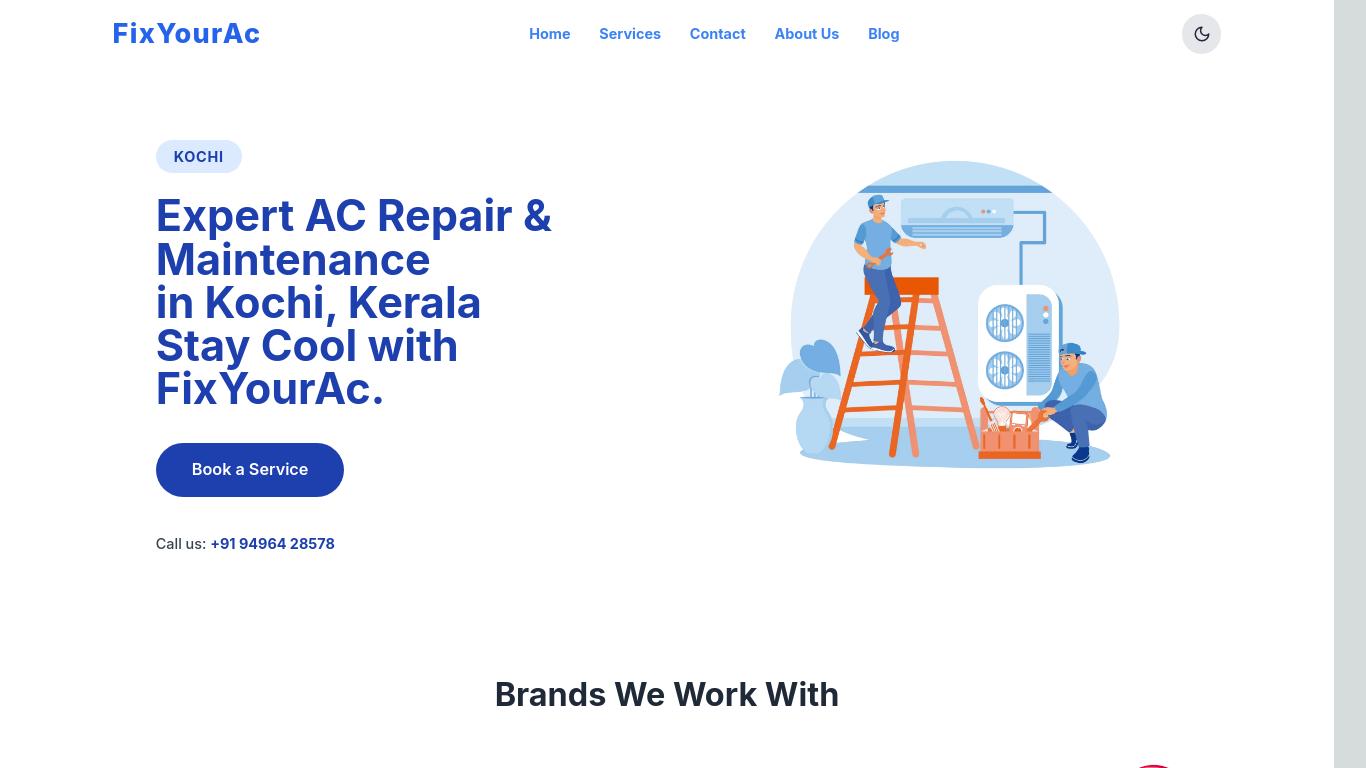 FixYourAc
Home
Services
Contact
About Us
Blog
KOCHI
Expert AC Repair &
Maintenance
in Kochi, Kerala
Stay Cool with
FixYourAc.
Book a Service
Call us: +91 94964 28578
Brands We Work With